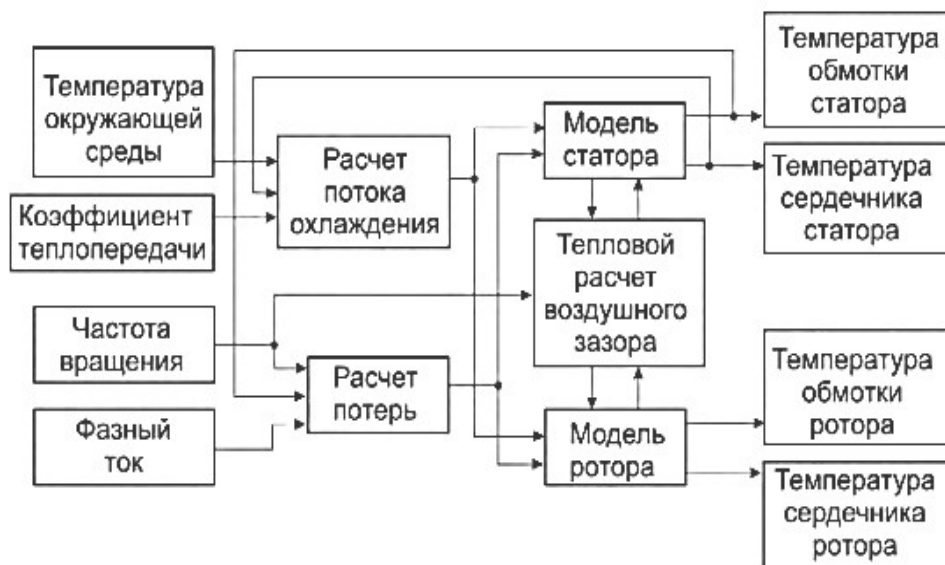 Температура
окружающей
среды
Коэффициент
теплопередачи
Частота
вращения
Фазный
ток
Расчет
потока
охлаждения
Расчет
потерь
Модель
статора
Тепловой
расчет
воздушного
зазора
Модель
ротора
Температура
обмотки
статора
Температура
сердечника
статора
Температура
обмотки
ротора
Температура
сердечника
ротора